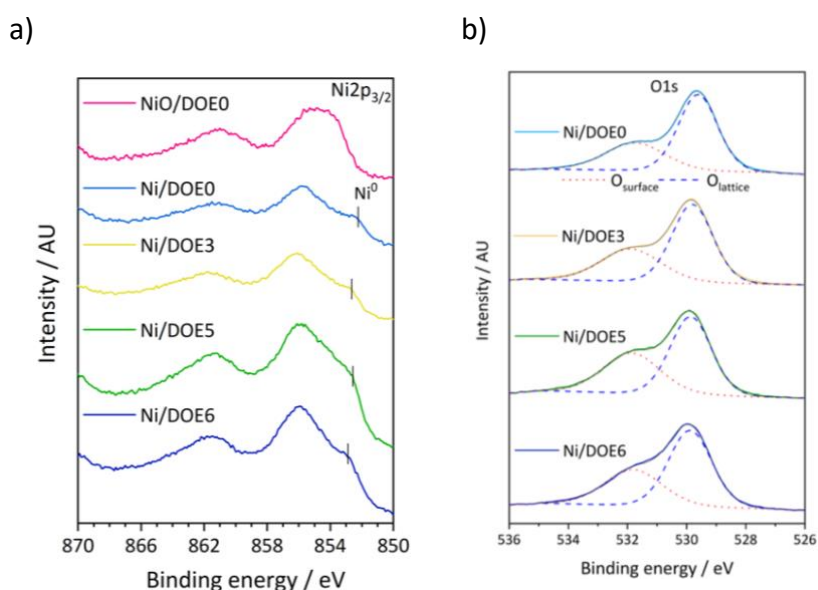 a)
Ni2p₃/₂
NiO/DOE0
Ni/DOE0
Ni⁰
Ni/DOE3
Ni/DOE5
Ni/DOE6
Intensity / AU
870 866 862 858 854 850
Binding energy / eV
b)
O1s
Ni/DOE0
O_surface O_lattice
Ni/DOE3
Ni/DOE5
Ni/DOE6
Intensity / AU
536 534 532 530 528 526
Binding energy / eV